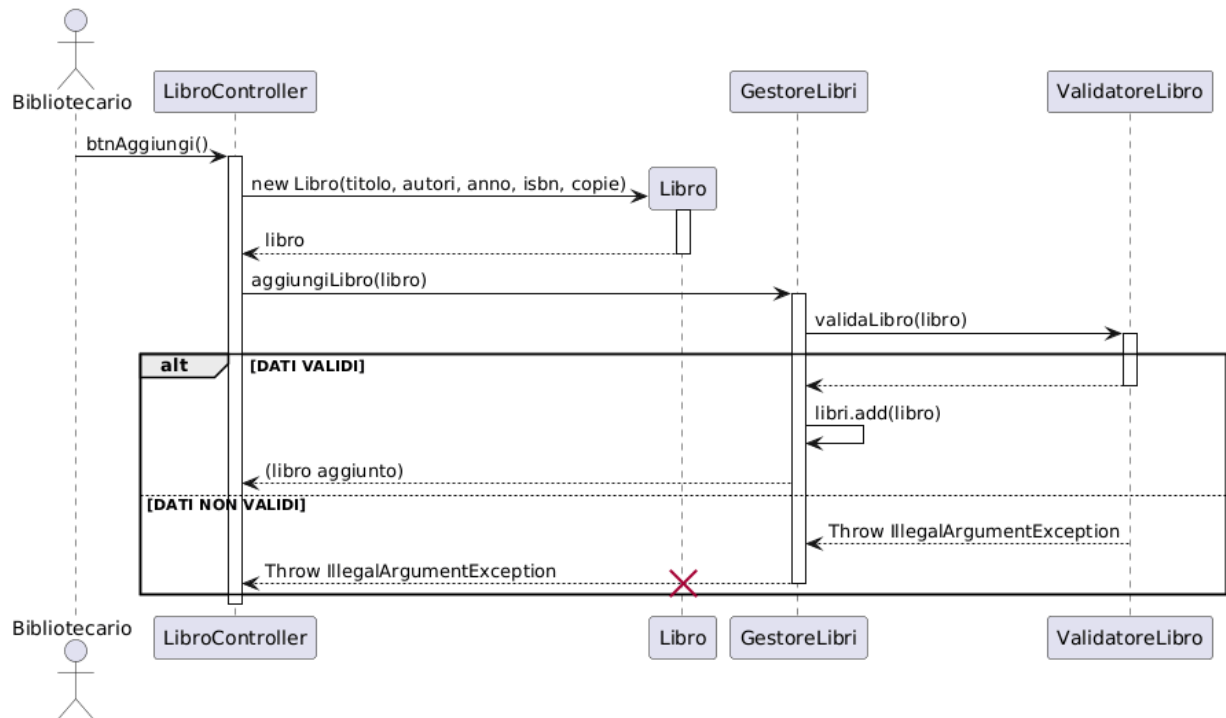 Bibliotecario
LibroController
GestoreLibri
ValidatoreLibro
btnAggiungi()
new Libro(titolo, autori, anno, isbn, copie)
Libro
libro
aggiungiLibro(libro)
validaLibro(libro)
alt
[DATI VALIDI]
libri.add(libro)
(libro aggiunto)
[DATI NON VALIDI]
Throw IllegalArgumentException
Throw IllegalArgumentException
Bibliotecario
LibroController
Libro
GestoreLibri
ValidatoreLibro